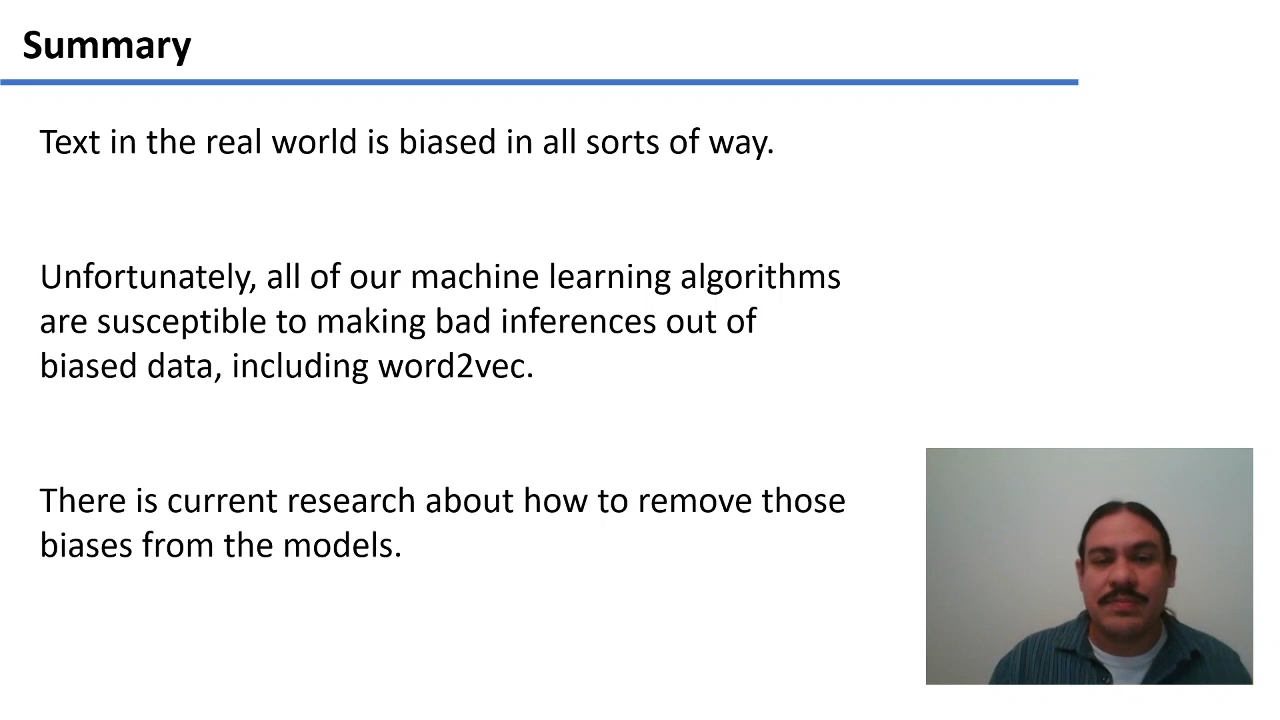 Summary
Text in the real world is biased in all sorts of way.
Unfortunately, all of our machine learning algorithms
are susceptible to making bad inferences out of
biased data, including word2vec.
There is current research about how to remove those
biases from the models.